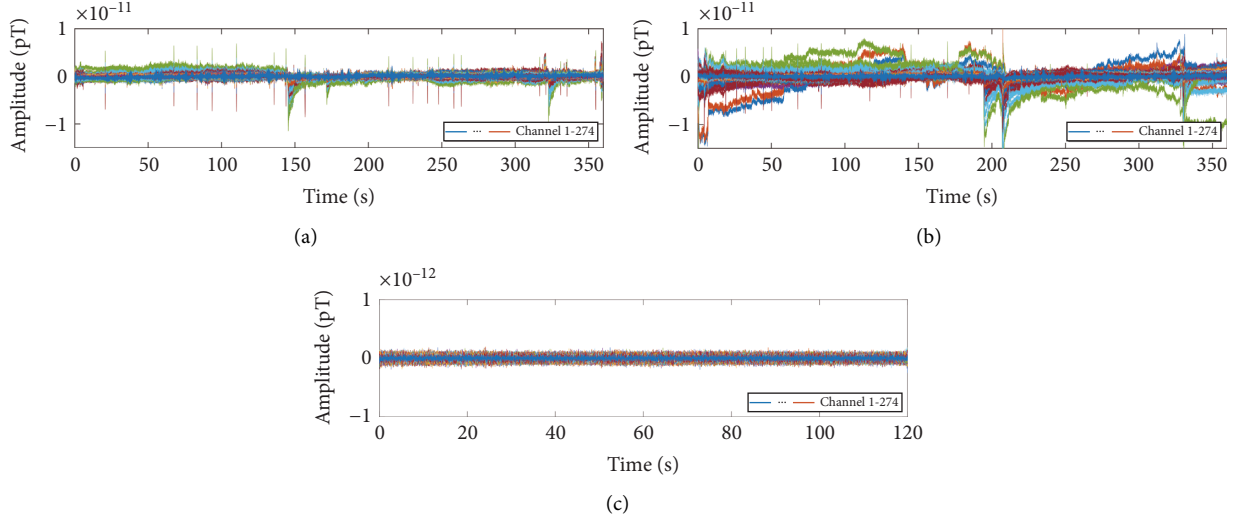 ×10⁻¹¹
Amplitude (pT)
1
0
−1
0 50 100 150 200 250 300 350
Time (s)
··· Channel 1-274
(a)
×10⁻¹¹
Amplitude (pT)
1
0
−1
0 50 100 150 200 250 300 350
Time (s)
··· Channel 1-274
(b)
×10⁻¹²
Amplitude (pT)
1
0
−1
0 20 40 60 80 100 120
Time (s)
··· Channel 1-274
(c)